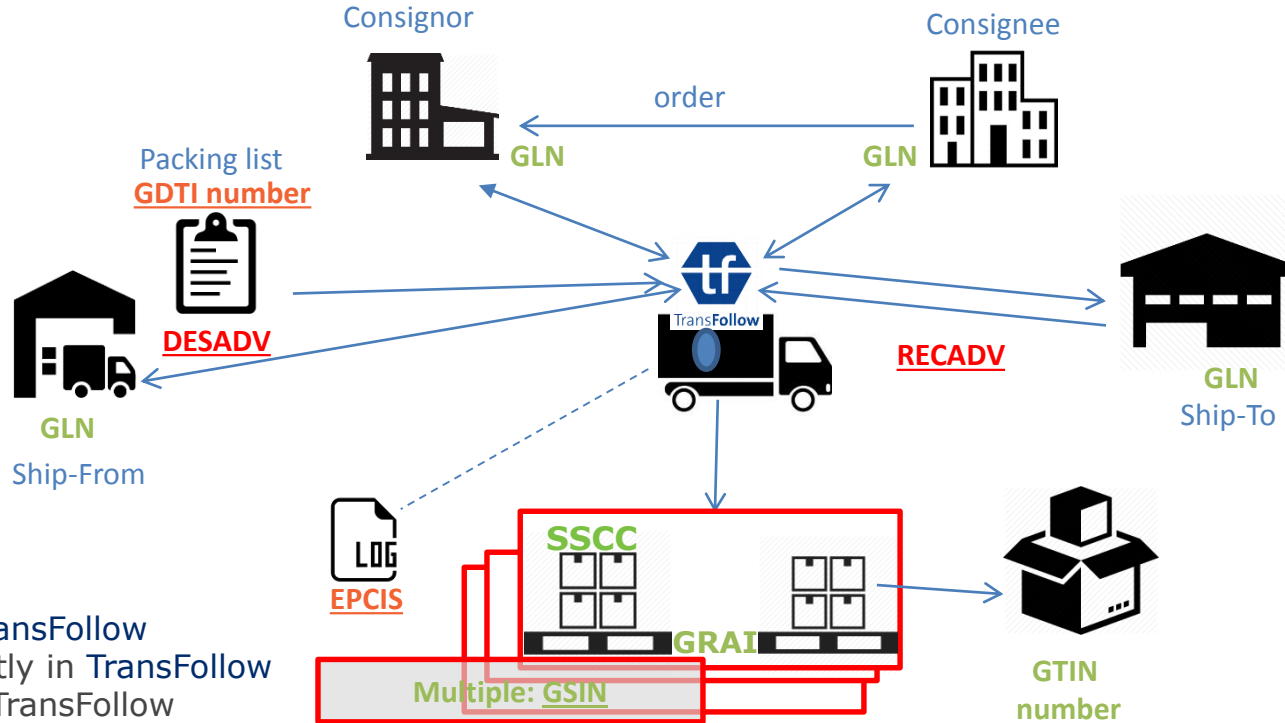 Consignor
Consignee
order
GLN
GLN
Packing list
GDTI number
tf
TransFollow
DESADV
RECADV
GLN
Ship-To
GLN
Ship-From
LOG
EPCIS
SSCC
GRAI
Multiple: GSIN
GTIN
number
ansFollow
tly in TransFollow
TransFollow